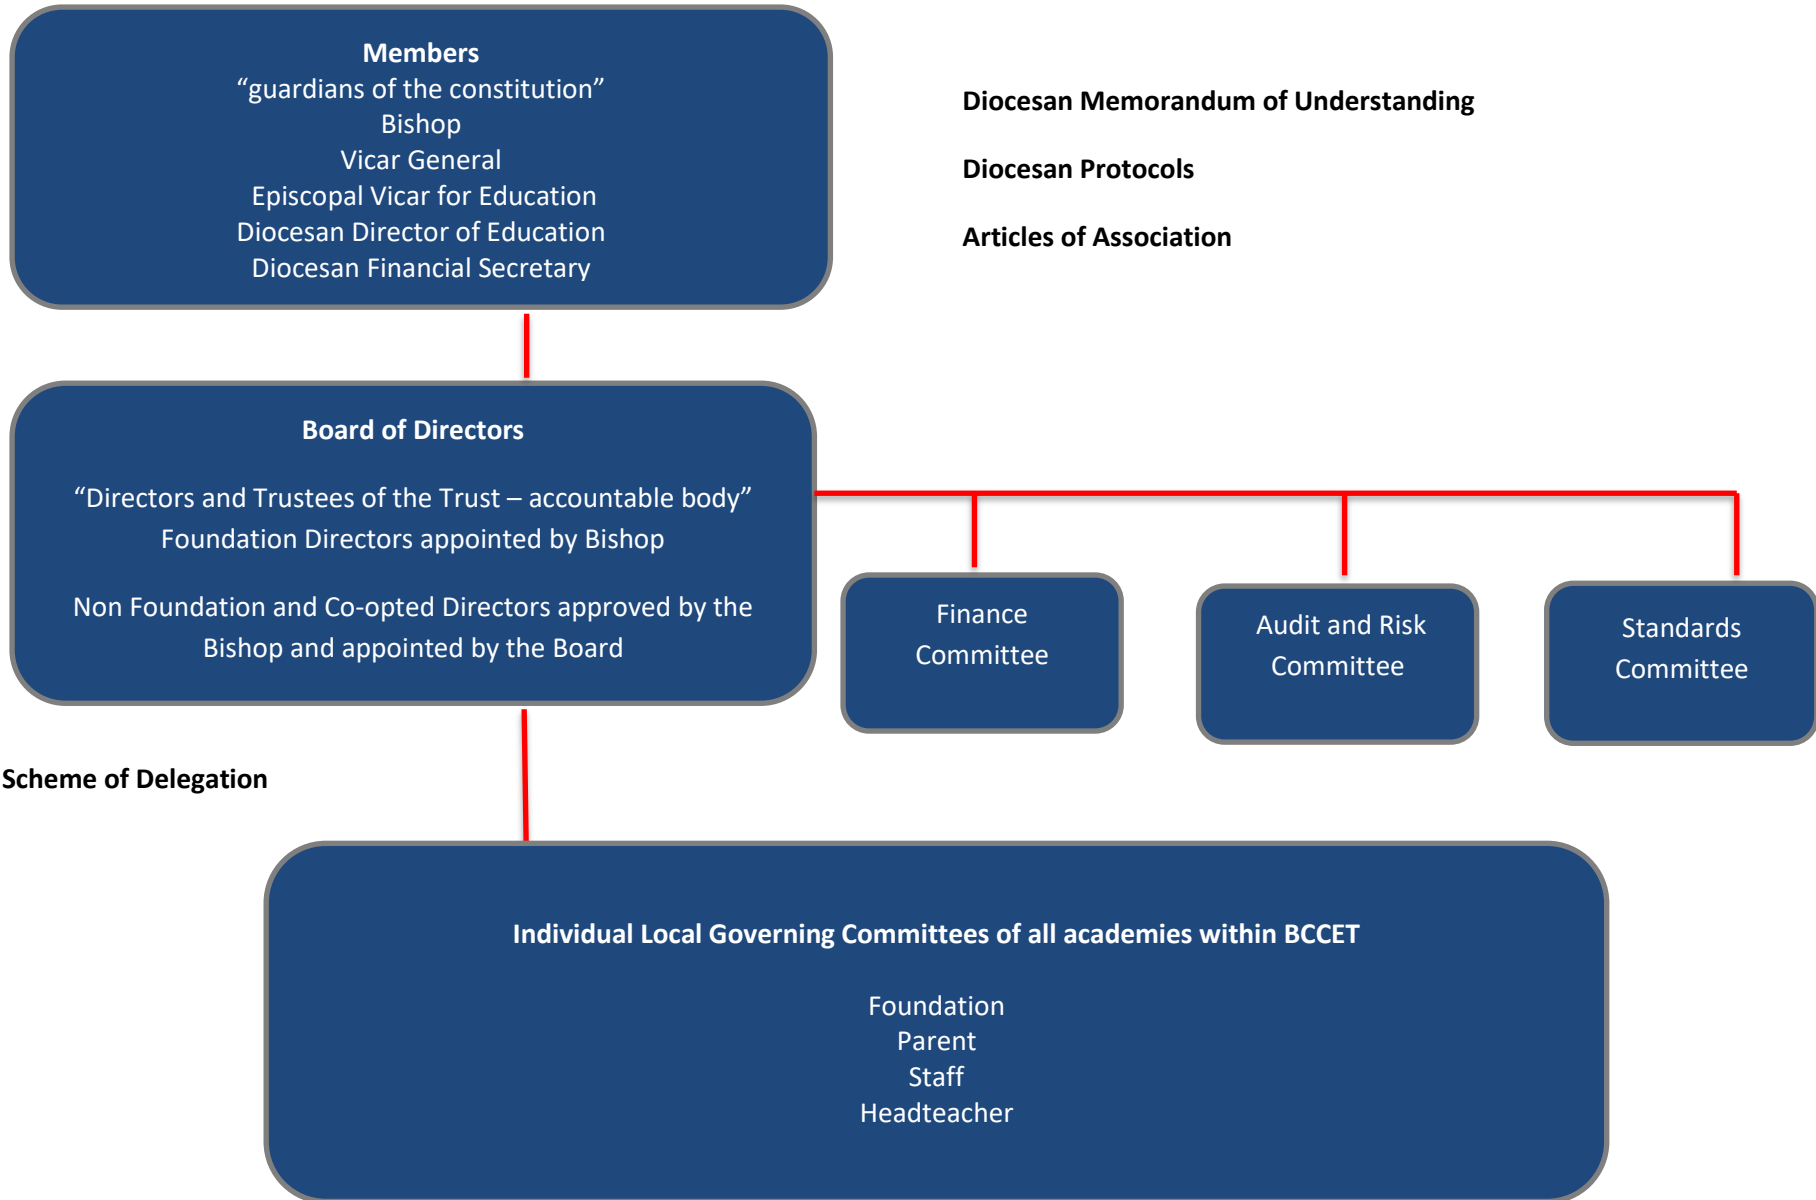 Members
“guardians of the constitution”
Bishop
Vicar General
Episcopal Vicar for Education
Diocesan Director of Education
Diocesan Financial Secretary
Diocesan Memorandum of Understanding
Diocesan Protocols
Articles of Association
Board of Directors
“Directors and Trustees of the Trust – accountable body”
Foundation Directors appointed by Bishop
Non Foundation and Co-opted Directors approved by the
Bishop and appointed by the Board
Finance
Committee
Audit and Risk
Committee
Standards
Committee
Scheme of Delegation
Individual Local Governing Committees of all academies within BCCET
Foundation
Parent
Staff
Headteacher